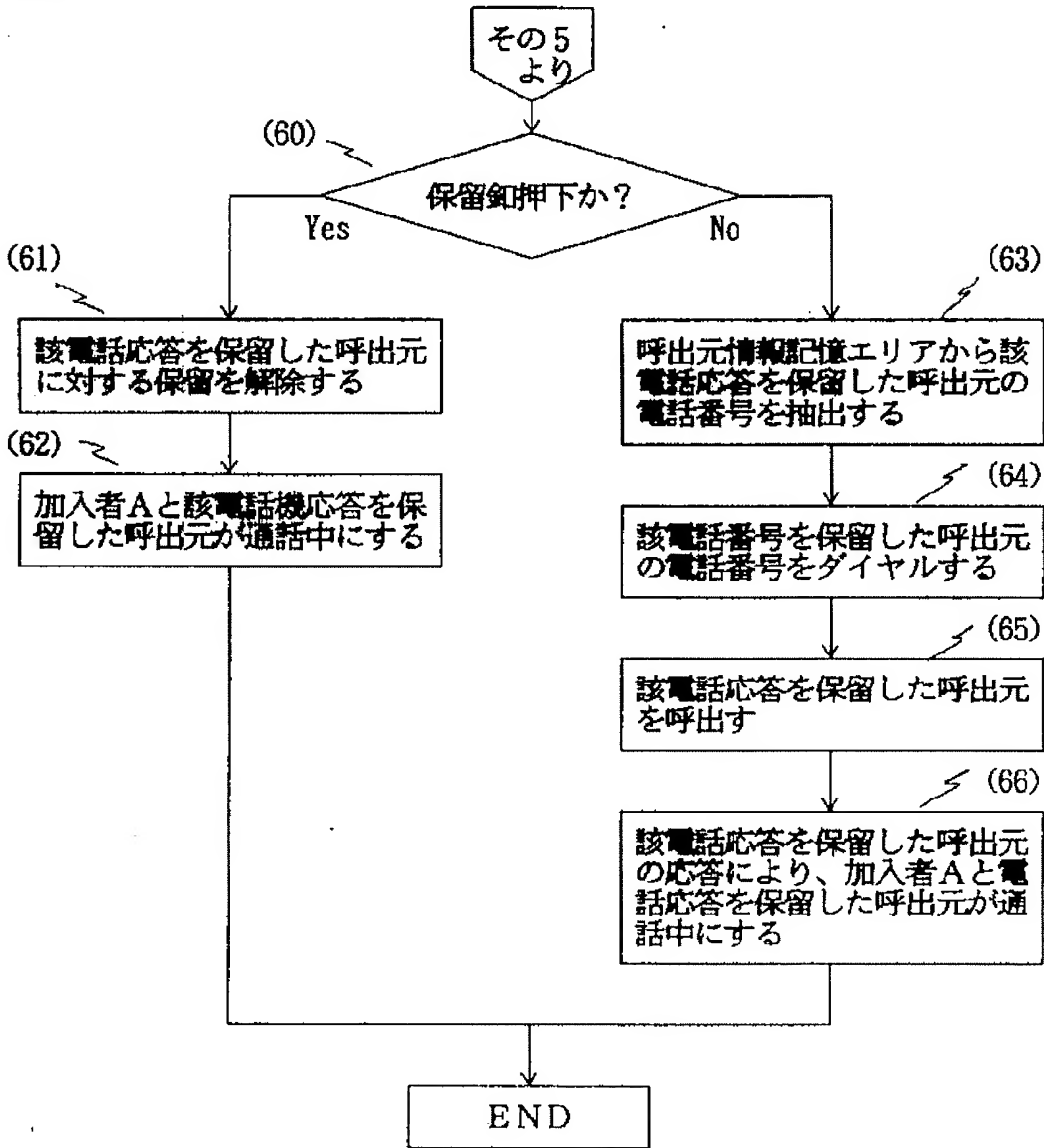 その5
より
(60)
保留釦押下か?
Yes
No
(61)
該電話応答を保留した呼出元
に対する保留を解除する
(62)
加入者Aと該電話機応答を保
留した呼出元が通話中にする
(63)
呼出元情報記憶エリアから該
電話応答を保留した呼出元の
電話番号を抽出する
(64)
該電話番号を保留した呼出元
の電話番号をダイヤルする
(65)
該電話応答を保留した呼出元
を呼出す
(66)
該電話応答を保留した呼出元
の応答により、加入者Aと電
話応答を保留した呼出元が通
話中にする
END